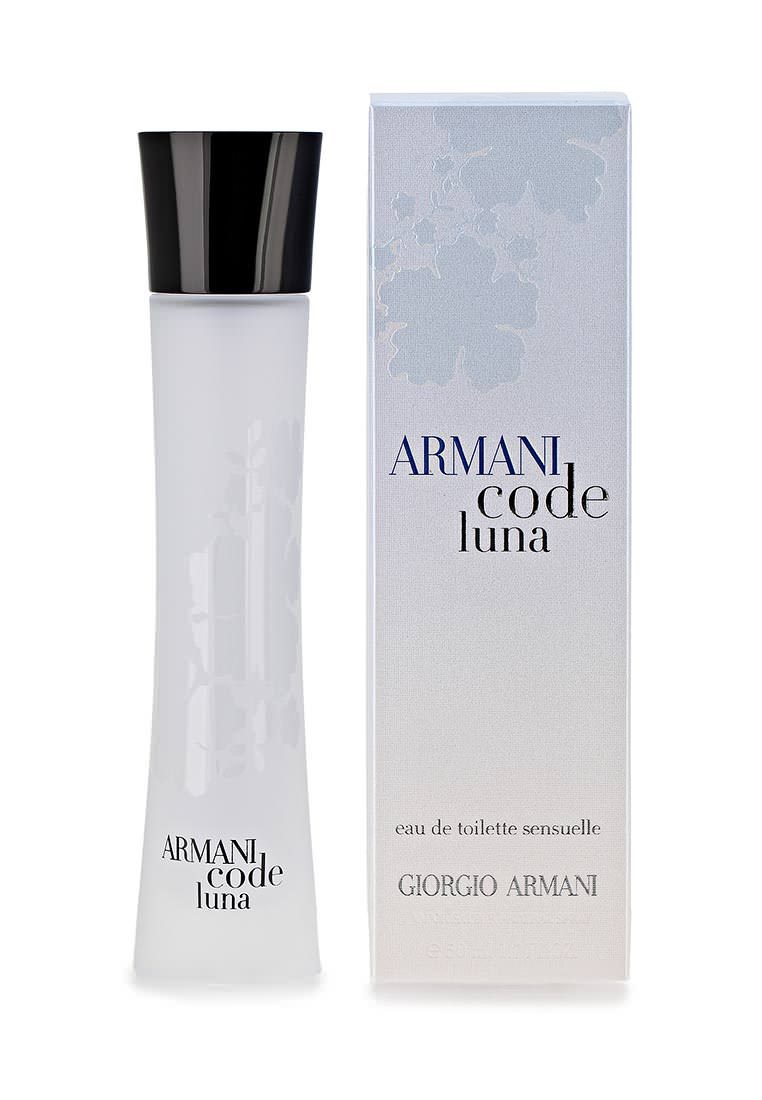 ARMANI
code
luna
ARMANI
code
luna
eau de toilette sensuelle
GIORGIO ARMANI